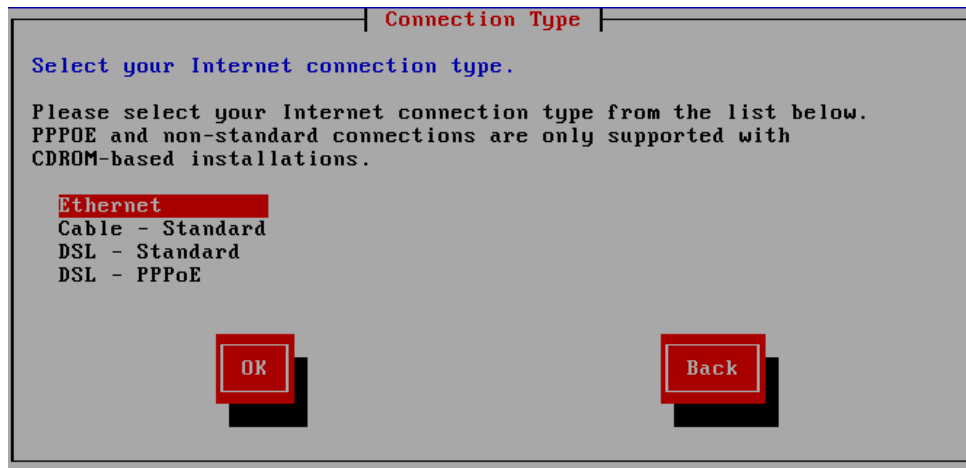 Connection Type
Select your Internet connection type.
Please select your Internet connection type from the list below.
PPPOE and non-standard connections are only supported with
CDROM-based installations.
Ethernet
Cable - Standard
DSL - Standard
DSL - PPPoE
OK
Back